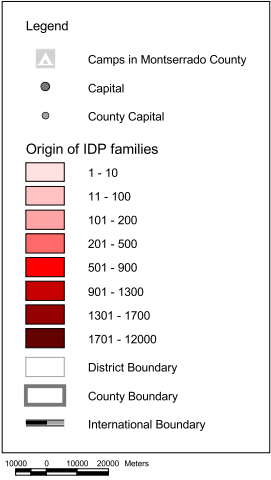 Legend
Camps in Montserrado County
Capital
County Capital
Origin of IDP families
1 - 10
11 - 100
101 - 200
201 - 500
501 - 900
901 - 1300
1301 - 1700
1701 - 12000
District Boundary
County Boundary
International Boundary
10000 0 10000 20000 Meters